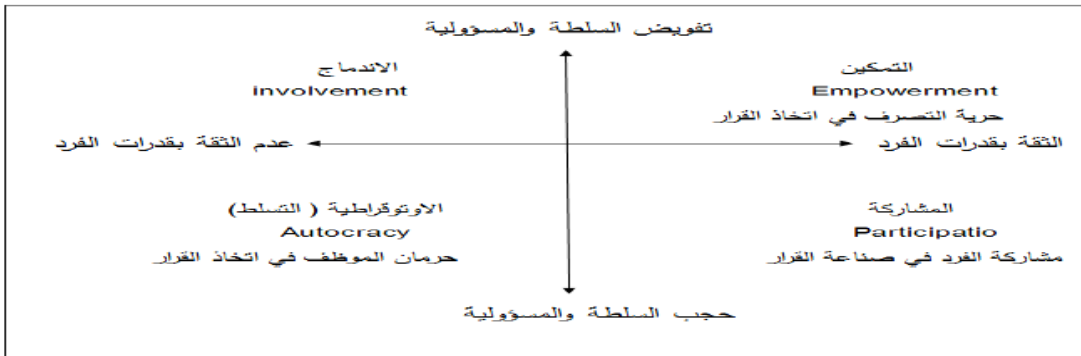 تفويض السلطة والمسؤولية
التمكين
Empowerment
حرية التصرف في اتخاذ القرار
الاندماج
involvement
الثقة بقدرات الفرد
عدم الثقة بقدرات الفرد
المشاركة
Participatio
مشاركة الفرد في صناعة القرار
الاوتوقراطية ( التسلط)
Autocracy
حرمان الموظف في اتخاذ القرار
حجب السلطة والمسؤولية